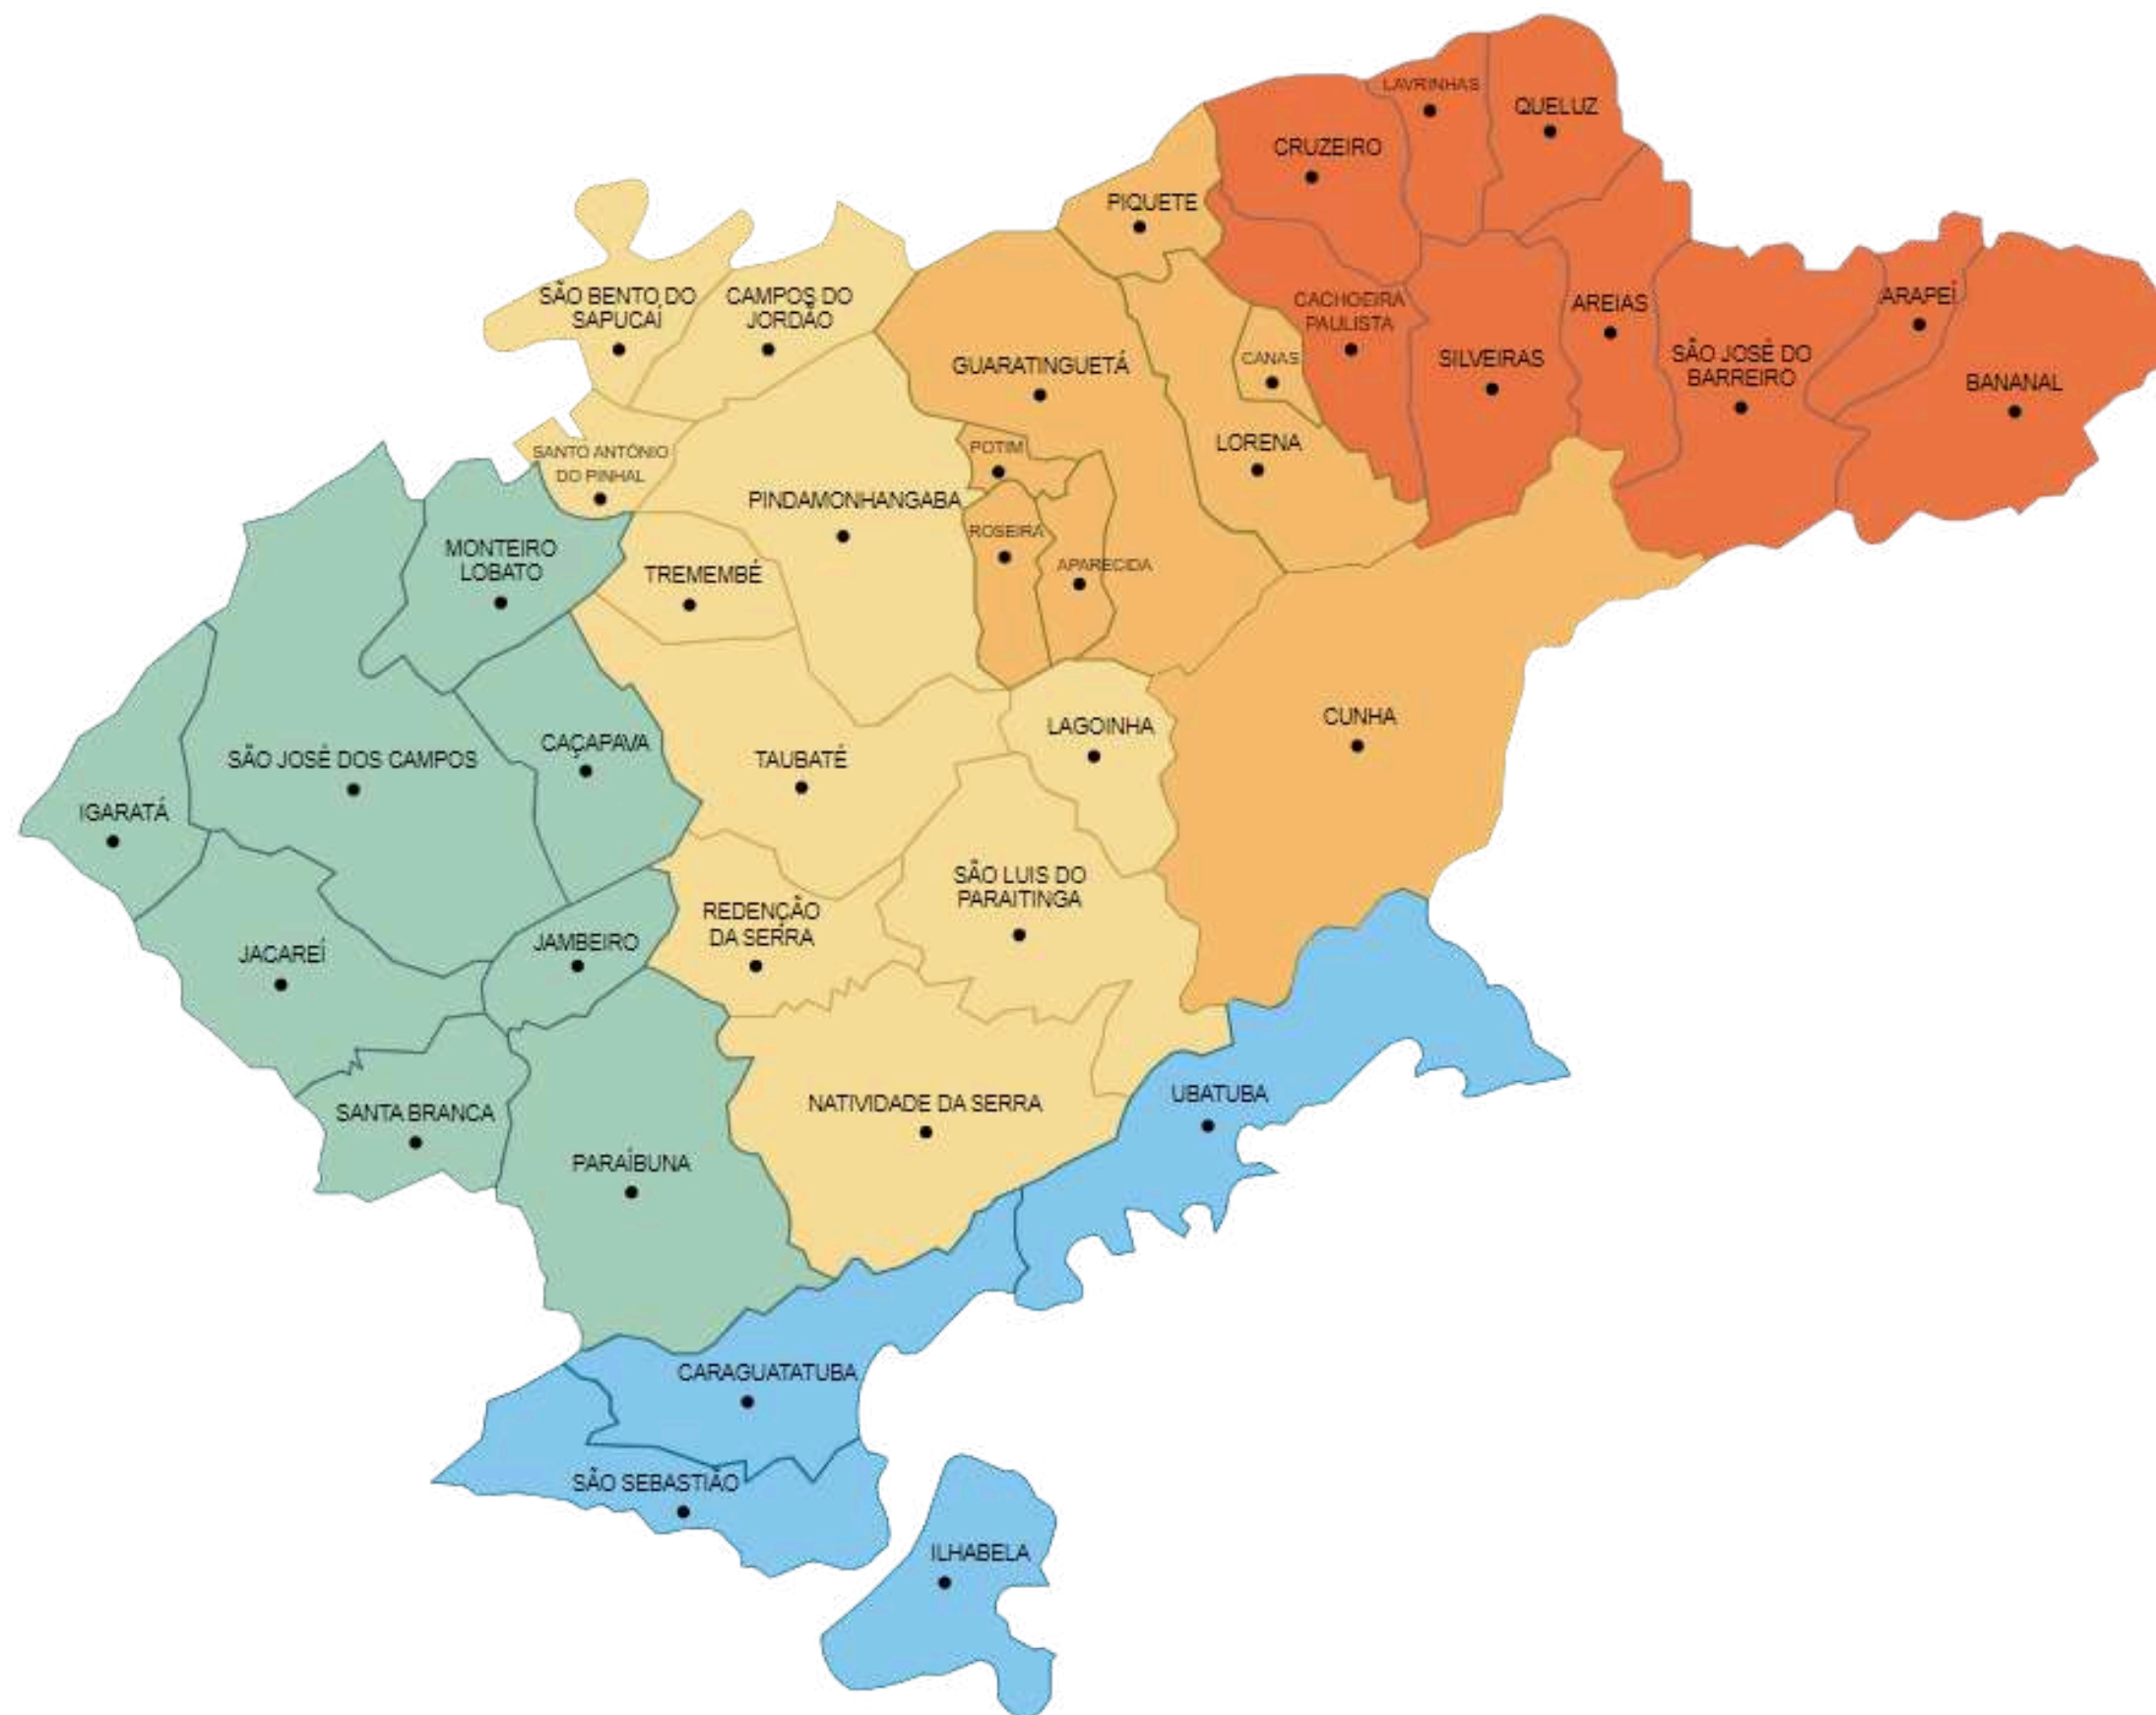 LAVRINHAS
QUELUZ
CRUZEIRO
PIQUETE
SÃO BENTO DO
SAPUCAÍ
CAMPOS DO
JORDÃO
GUARATINGUETÁ
CANAS
CACHOEIRA
PAULISTA
SILVEIRAS
AREIAS
SÃO JOSÉ DO
BARREIRO
ARAPEÍ
BANANAL
SANTO ANTÔNIO
DO PINHAL
PINDAMONHANGABA
POTIM
LORENA
ROSEIRA
APARECIDA
MONTEIRO
LOBATO
TREMEMBÉ
SÃO JOSÉ DOS CAMPOS
CAÇAPAVA
TAUBATÉ
LAGOINHA
CUNHA
IGARATÁ
SÃO LUIS DO
PARAITINGA
REDENÇÃO
DA SERRA
JACAREÍ
JAMBEIRO
SANTA BRANCA
NATIVIDADE DA SERRA
UBATUBA
PARAÍBUNA
CARAGUATATUBA
SÃO SEBASTIÃO
ILHABELA